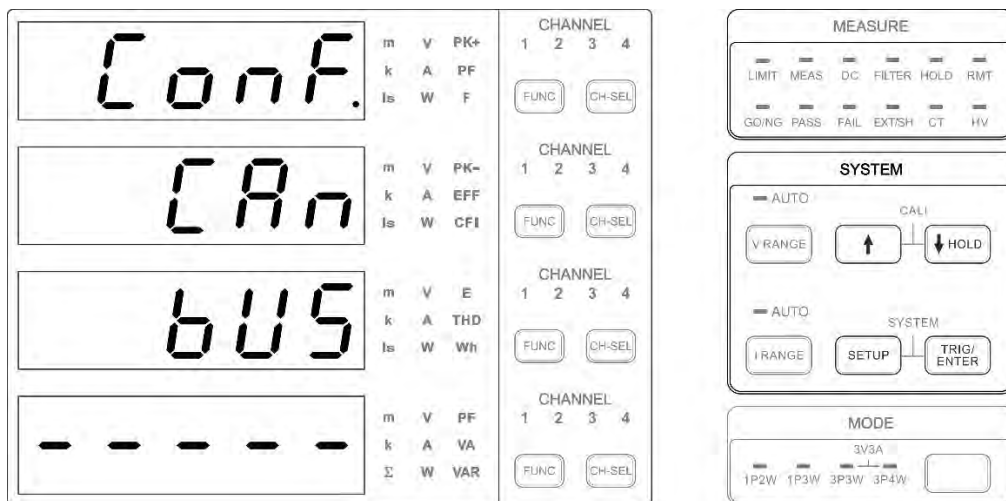 ConF.
m V PK+
k A PF
Is W F
CHANNEL
1 2 3 4
FUNC CH-SEL
CAn
m V PK-
k A EFF
Is W CFI
CHANNEL
1 2 3 4
FUNC CH-SEL
bUS
m V E
k A THD
Is W Wh
CHANNEL
1 2 3 4
FUNC CH-SEL
- - - - -
m V PF
k A VA
Σ W VAR
CHANNEL
1 2 3 4
FUNC CH-SEL
MEASURE
LIMIT MEAS DC FILTER HOLD RMT
GO/NG PASS FAIL EXT/SH CT HV
SYSTEM
AUTO
CALI
V RANGE ↑ ↓ HOLD
AUTO
SYSTEM
I RANGE SETUP TRIG/
ENTER
MODE
3V3A
1P2W 1P3W 3P3W 3P4W